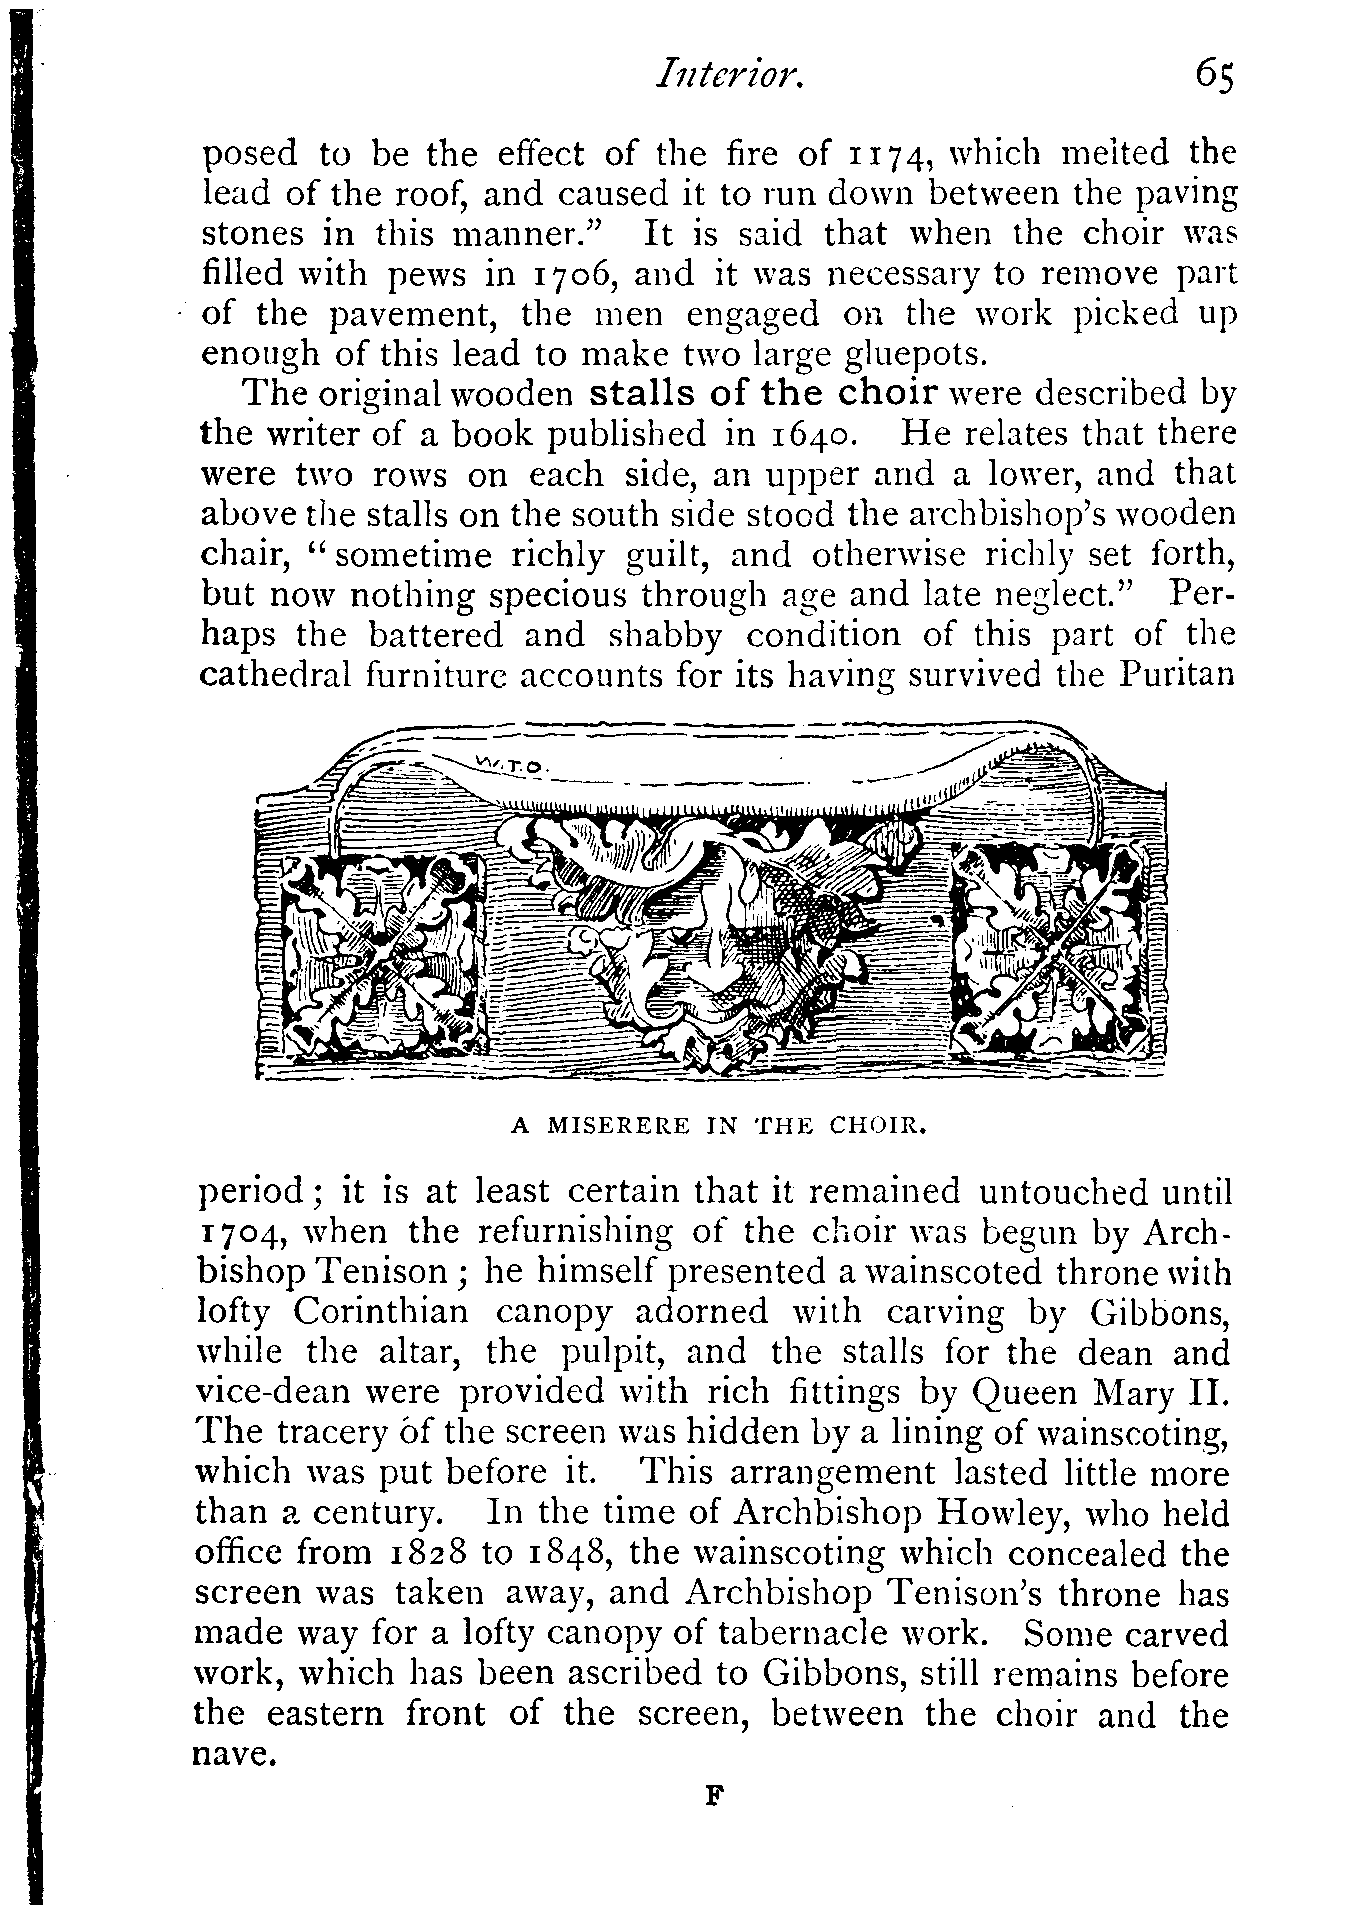 Interior. 65
posed to be the effect of the fire of 1174, which melted the
lead of the roof, and caused it to run down between the paving
stones in this manner.” It is said that when the choir was
filled with pews in 1706, and it was necessary to remove part
of the pavement, the men engaged on the work picked up
enough of this lead to make two large gluepots.
The original wooden stalls of the choir were described by
the writer of a book published in 1640. He relates that there
were two rows on each side, an upper and a lower, and that
above the stalls on the south side stood the archbishop's wooden
chair, “sometime richly guilt, and otherwise richly set forth,
but now nothing specious through age and late neglect.” Per-
haps the battered and shabby condition of this part of the
cathedral furniture accounts for its having survived the Puritan
W.T.O.
A MISERERE IN THE CHOIR.
period; it is at least certain that it remained untouched until
1704, when the refurnishing of the choir was begun by Arch-
bishop Tenison; he himself presented a wainscoted throne with
lofty Corinthian canopy adorned with carving by Gibbons,
while the altar, the pulpit, and the stalls for the dean and
vice-dean were provided with rich fittings by Queen Mary II.
The tracery of the screen was hidden by a lining of wainscoting,
which was put before it. This arrangement lasted little more
than a century. In the time of Archbishop Howley, who held
office from 1828 to 1848, the wainscoting which concealed the
screen was taken away, and Archbishop Tenison's throne has
made way for a lofty canopy of tabernacle work. Some carved
work, which has been ascribed to Gibbons, still remains before
the eastern front of the screen, between the choir and the
nave.
F